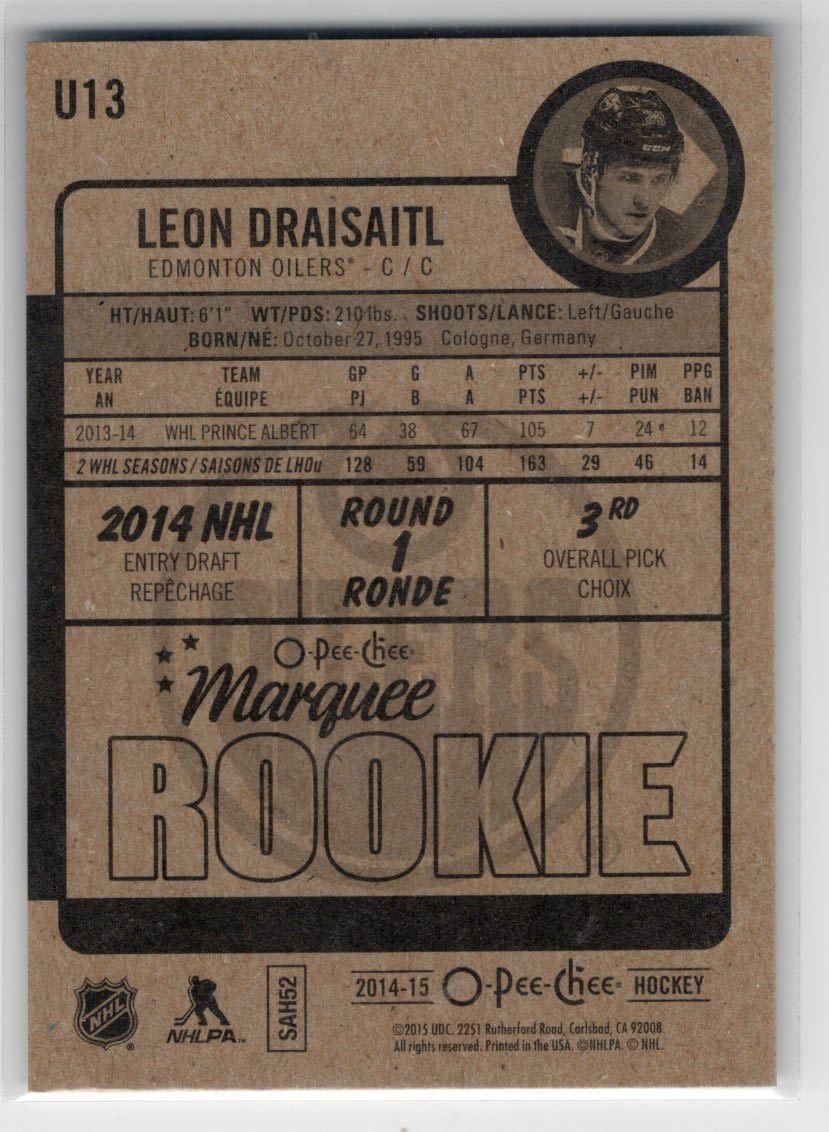 U13
LEON DRAISAITL
EDMONTON OILERS® - C / C
HT/HAUT: 6'1" WT/PDS: 210 lbs. SHOOTS/LANCE: Left/Gauche
BORN/NÉ: October 27, 1995 Cologne, Germany
YEAR TEAM GP G A PTS +/- PIM PPG
AN ÉQUIPE PJ B A PTS +/- PUN BAN
2013-14 WHL PRINCE ALBERT 64 38 67 105 7 24 12
2 WHL SEASONS / SAISONS DE LHOu 128 59 104 163 29 46 14
2014 NHL
ENTRY DRAFT
REPÊCHAGE
ROUND
1
RONDE
3RD
OVERALL PICK
CHOIX
OILERS
O-Pee-Chee®
Marquee
ROOKIE
NHL
®
NHLPA™
SAH52
2014-15 O-Pee-Chee® HOCKEY
©2015 UDC. 2251 Rutherford Road, Carlsbad, CA 92008.
All rights reserved. Printed in the USA. ©NHLPA. © NHL.